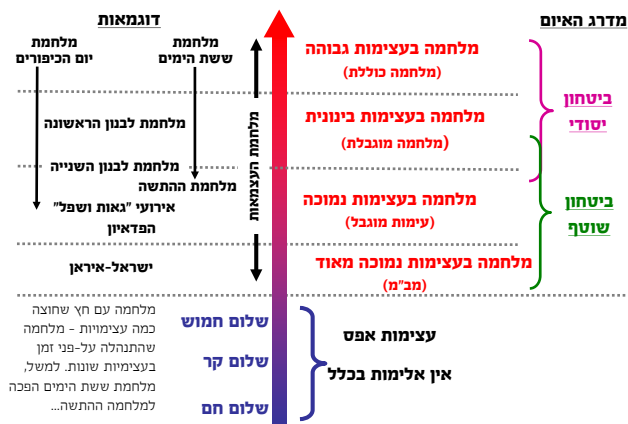 מדרג האיום
דוגמאות
מלחמה בעצימות גבוהה
(מלחמה כוללת)
מלחמת
ששת הימים
מלחמת
יום הכיפורים
ביטחון
יסודי
מלחמה בעצימות בינונית
(מלחמה מוגבלת)
מלחמת העצמאות
מלחמת לבנון הראשונה
מלחמת לבנון השנייה
מלחמת ההתשה
ביטחון
שוטף
מלחמה בעצימות נמוכה
(עימות מוגבל)
אירועי "גאות ושפל"
הפדאיון
מלחמה בעצימות נמוכה מאוד
(מב"מ)
ישראל-איראן
עצימות אפס
אין אלימות בכלל
שלום חמוש
שלום קר
שלום חם
מלחמה עם חץ שחוצה
כמה עצימויות - מלחמה
שהתנהלה על-פני זמן
בעצימיות שונות. למשל,
מלחמת ששת הימים הפכה
למלחמה ההתשה...